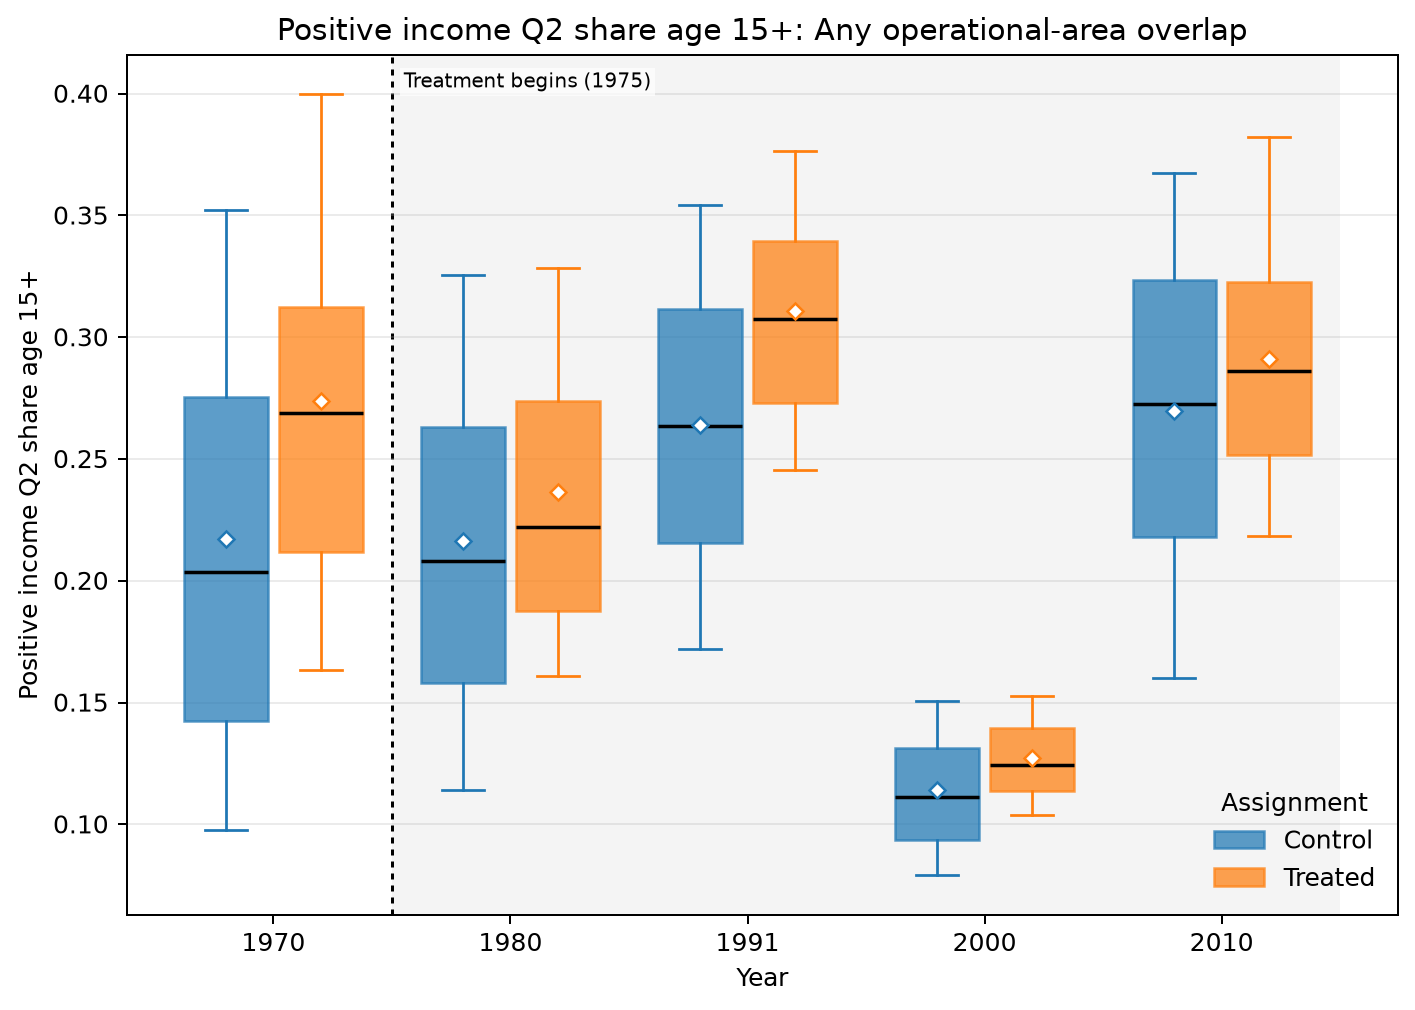 Positive income Q2 share age 15+: Any operational-area overlap
Treatment begins (1975)
0.40
0.35
0.30
0.25
0.20
0.15
0.10
Positive income Q2 share age 15+
Assignment
Control
Treated
1970 1980 1991 2000 2010
Year